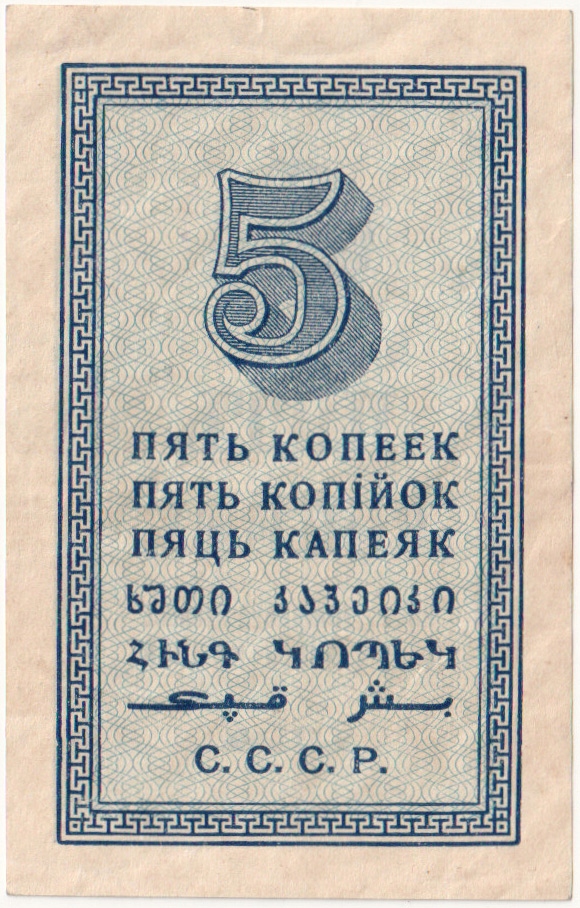 5
ПЯТЬ КОПЕЕК
ПЯТЬ КОПІЙОК
ПЯЦЬ КАПЕЯК
ხუთი კაპეიკი
ՀԻՆԳ ԿՈՊԵԿ
بش قپك
С. С. С. Р.